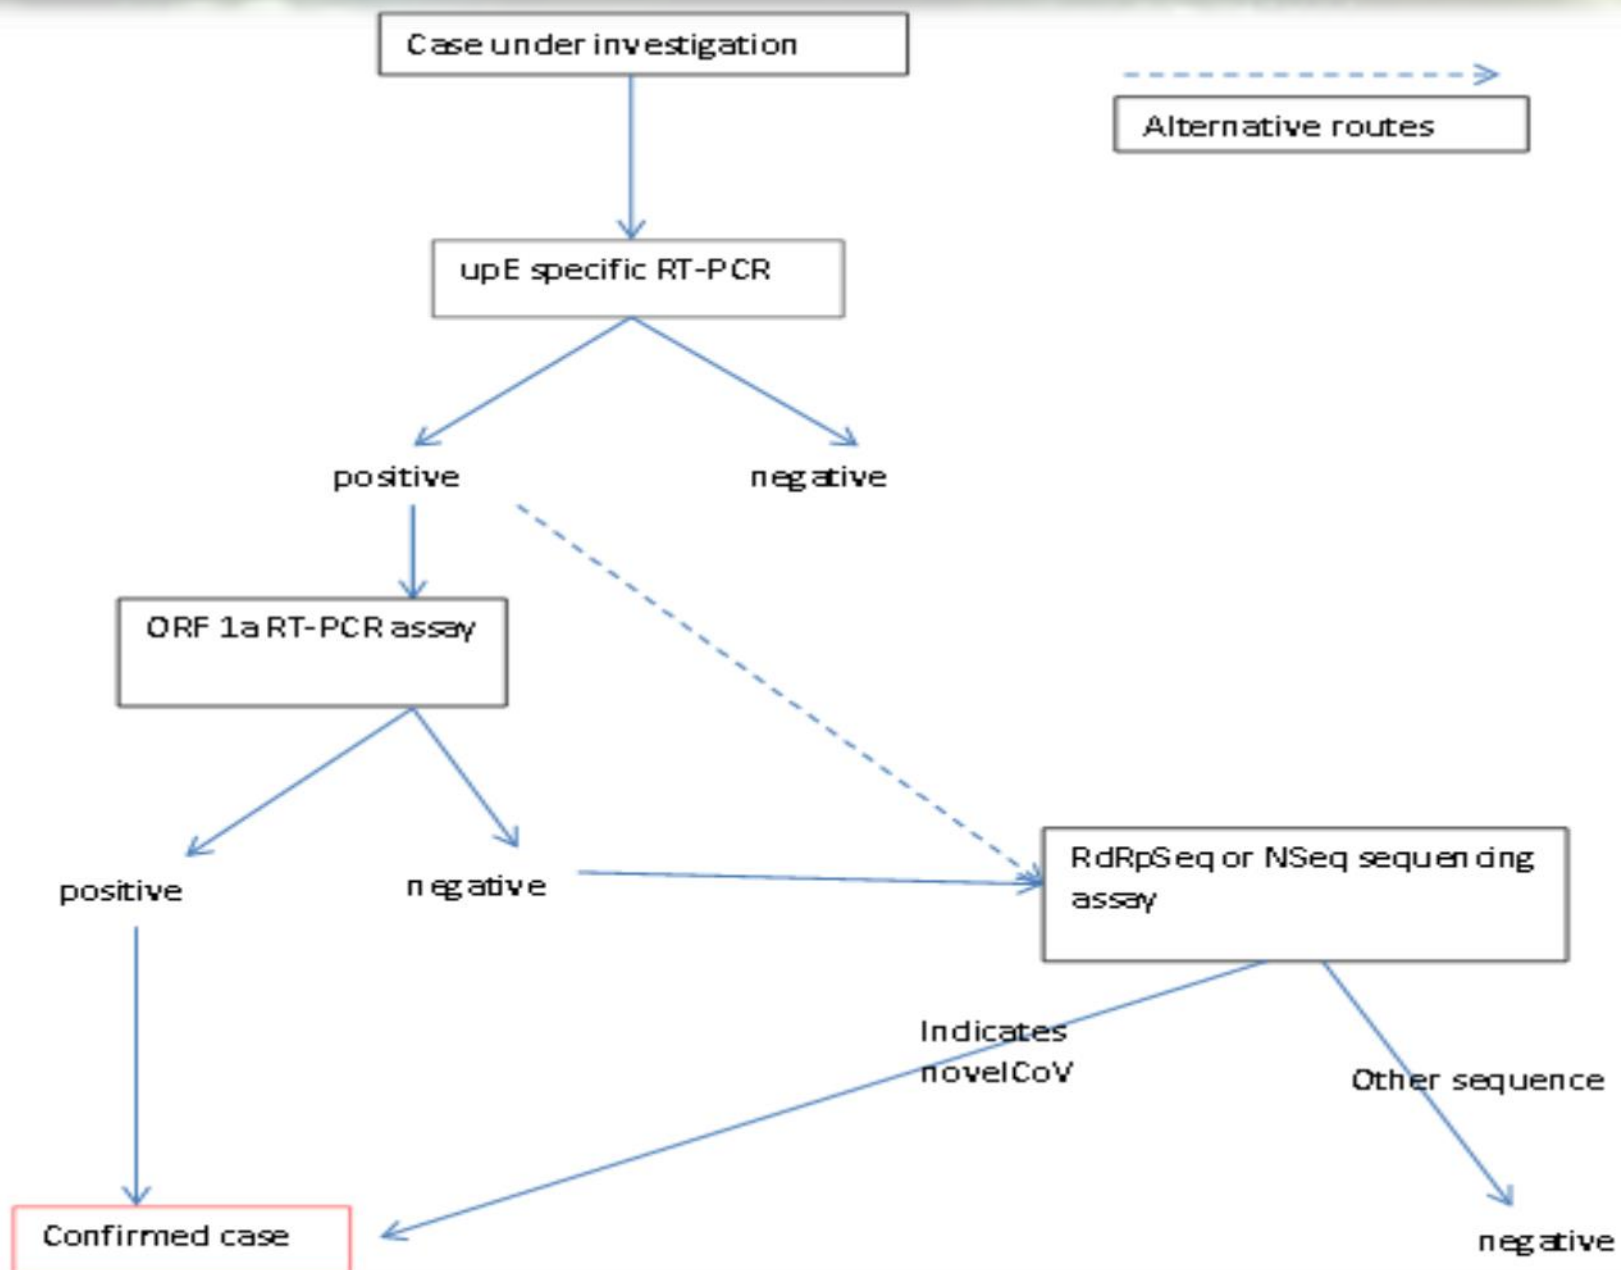 Case under investigation
Alternative routes
upE specific RT-PCR
positive
negative
ORF 1a RT-PCR assay
positive
negative
RdRpSeq or NSeq sequencing
assay
Indicates
novelCoV
Other sequence
Confirmed case
negative